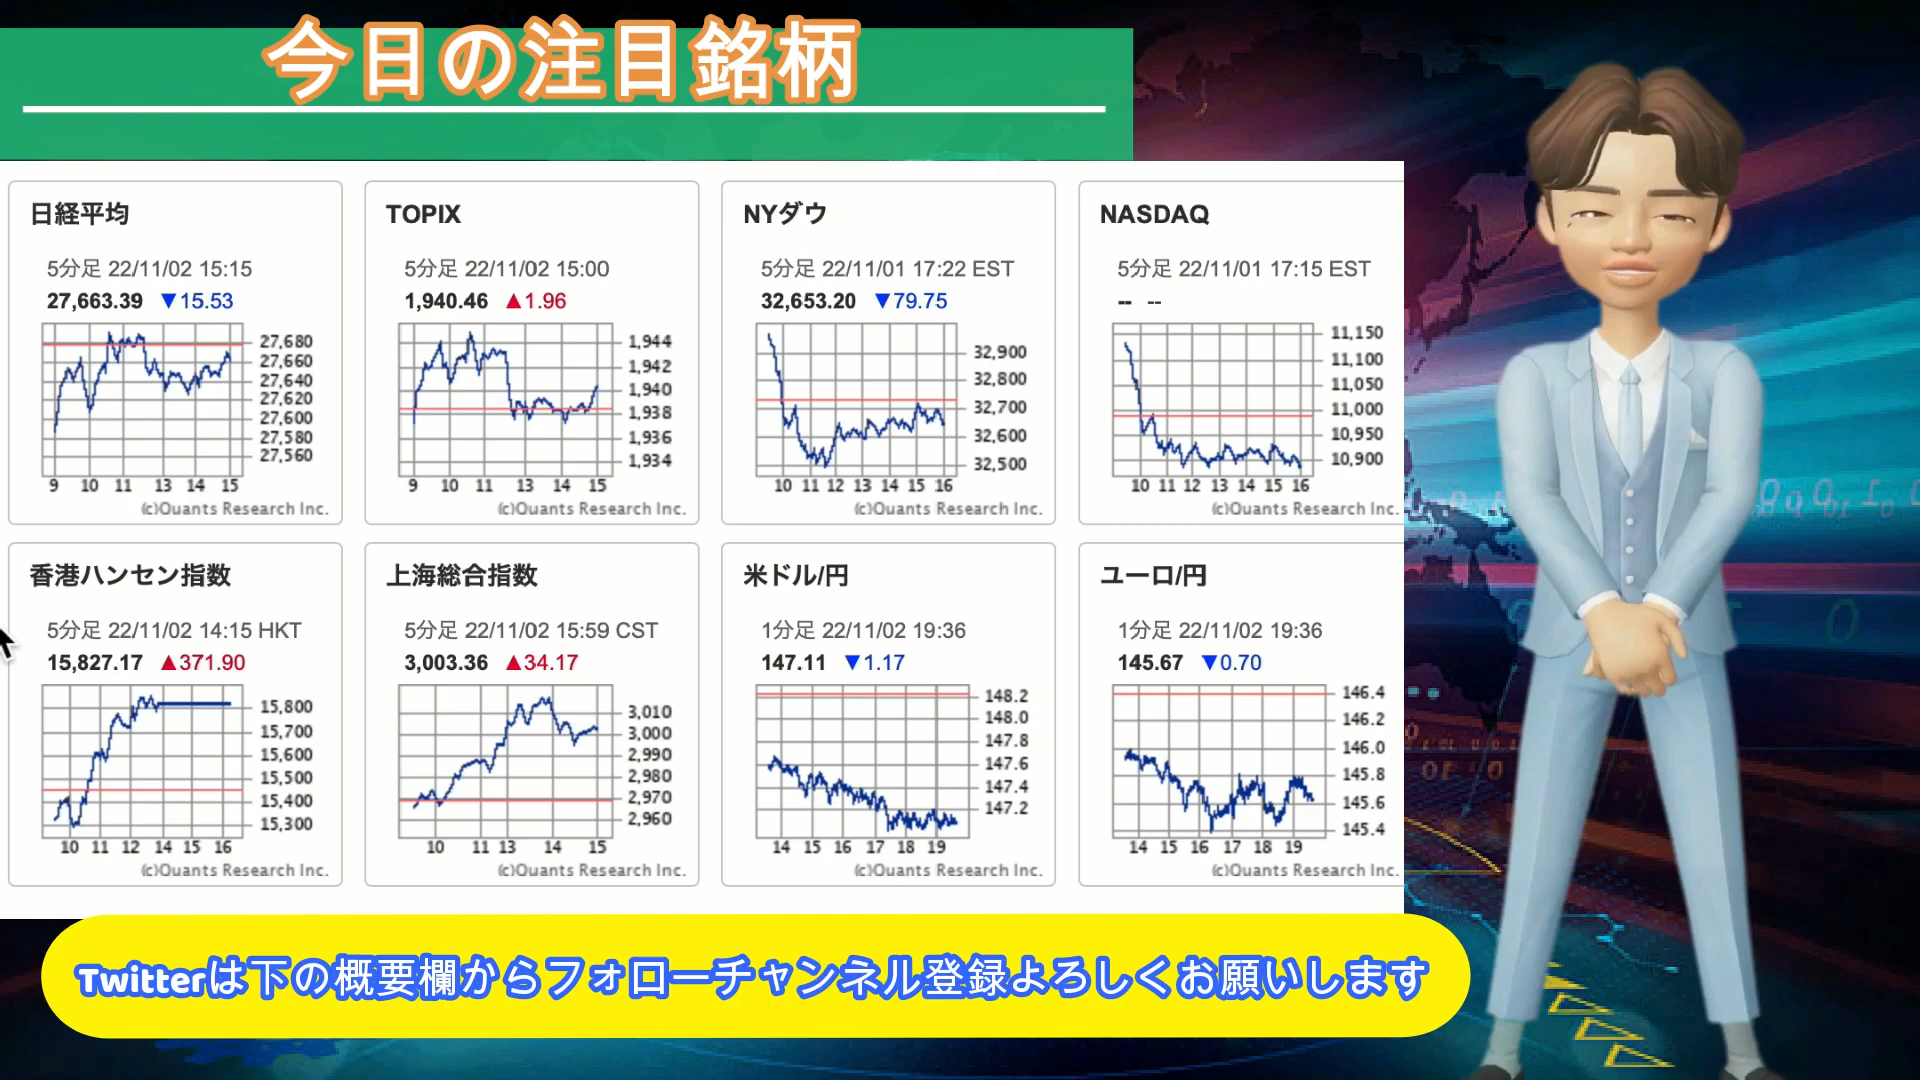 今日の注目銘柄
日経平均
5分足 22/11/02 15:15
27,663.39 ▼15.53
27,680
27,660
27,640
27,620
27,600
27,580
27,560
9 10 11 13 14 15
(c)Quants Research Inc.
TOPIX
5分足 22/11/02 15:00
1,940.46 ▲1.96
1,944
1,942
1,940
1,938
1,936
1,934
9 10 11 13 14 15
(c)Quants Research Inc.
NYダウ
5分足 22/11/01 17:22 EST
32,653.20 ▼79.75
32,900
32,800
32,700
32,600
32,500
10 11 12 13 14 15 16
(c)Quants Research Inc.
NASDAQ
5分足 22/11/01 17:15 EST
-- --
11,150
11,100
11,050
11,000
10,950
10,900
10 11 12 13 14 15 16
(c)Quants Research Inc.
香港ハンセン指数
5分足 22/11/02 14:15 HKT
15,827.17 ▲371.90
15,800
15,700
15,600
15,500
15,400
15,300
10 11 12 14 15 16
(c)Quants Research Inc.
上海総合指数
5分足 22/11/02 15:59 CST
3,003.36 ▲34.17
3,010
3,000
2,990
2,980
2,970
2,960
10 11 13 14 15
(c)Quants Research Inc.
米ドル/円
1分足 22/11/02 19:36
147.11 ▼1.17
148.2
148.0
147.8
147.6
147.4
147.2
14 15 16 17 18 19
(c)Quants Research Inc.
ユーロ/円
1分足 22/11/02 19:36
145.67 ▼0.70
146.4
146.2
146.0
145.8
145.6
145.4
14 15 16 17 18 19
(c)Quants Research Inc.
Twitterは下の概要欄からフォローチャンネル登録よろしくお願いします